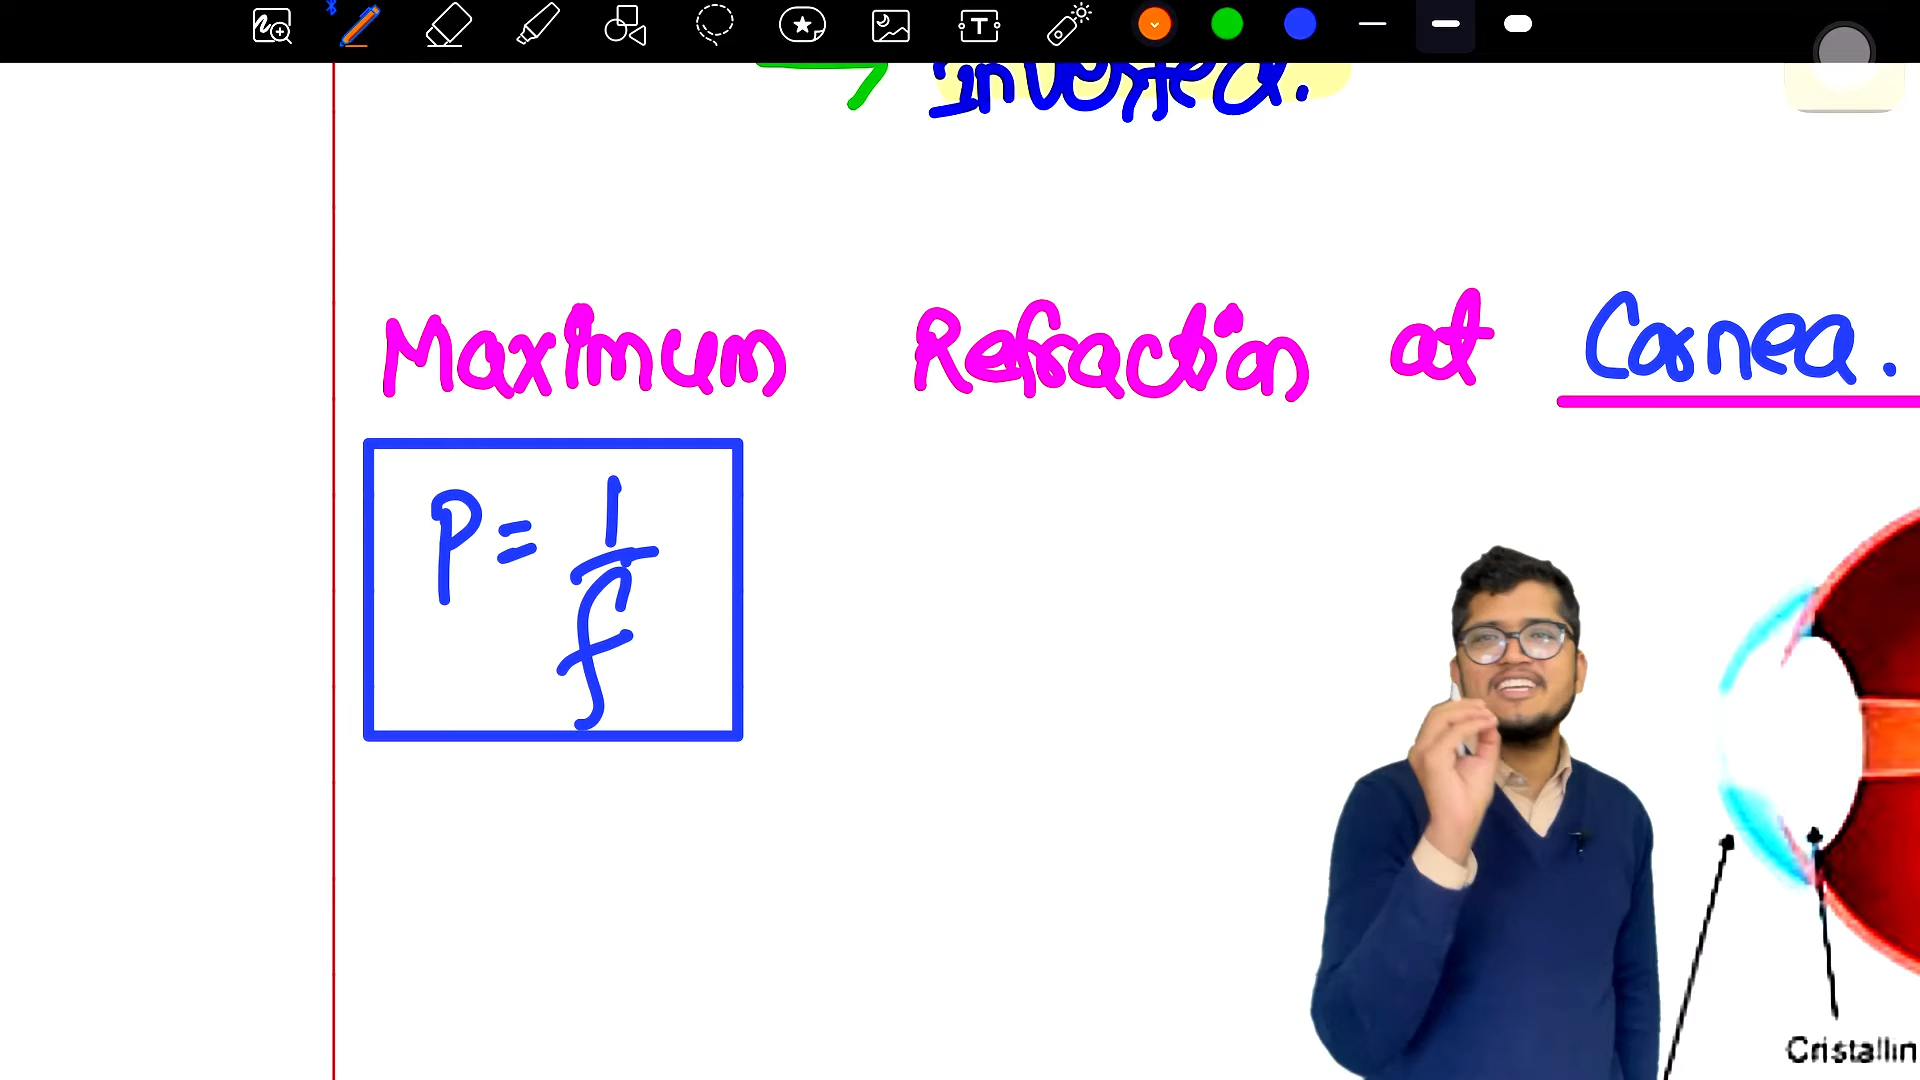 inverted.
Maximum Refraction at Cornea.
P = 1/f
Cristallin